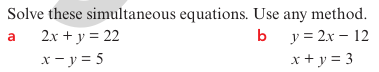 Solve these simultaneous equations. Use any method.
a 2x + y = 22 b y = 2x − 12
x − y = 5 x + y = 3